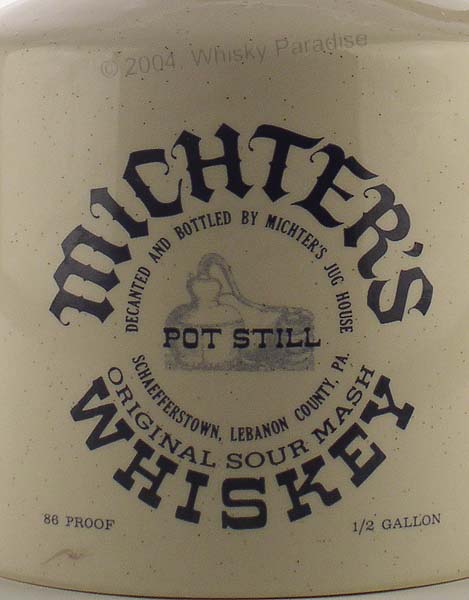 © 2004, Whisky Paradise
MICHTER'S
DECANTED AND BOTTLED BY MICHTER'S JUG HOUSE
POT STILL
SCHAEFFERSTOWN, LEBANON COUNTY, PA.
ORIGINAL SOUR MASH
WHISKEY
86 PROOF
1/2 GALLON